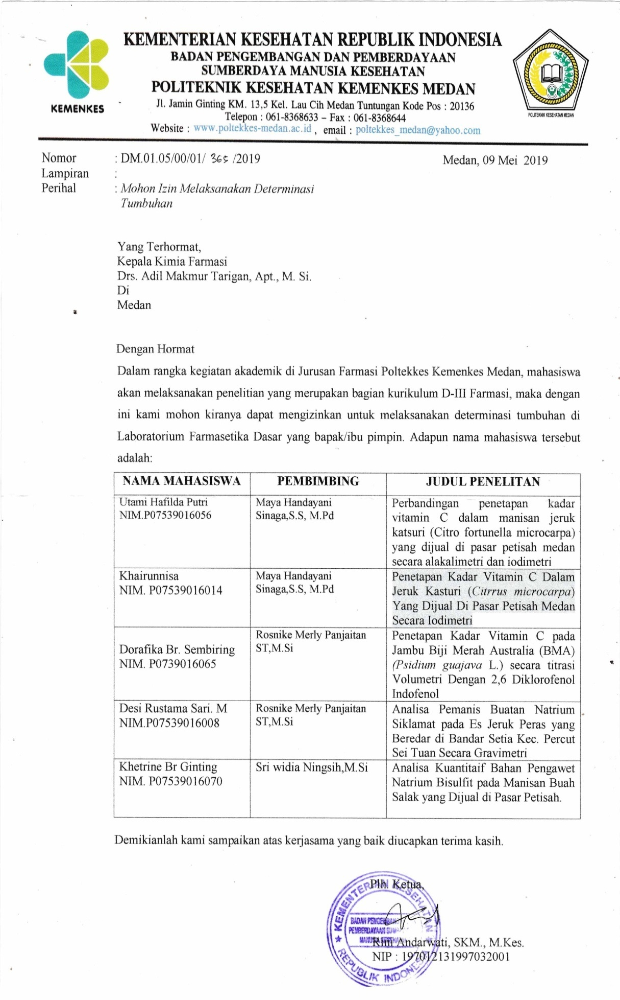 KEMENKES
KEMENTERIAN KESEHATAN REPUBLIK INDONESIA
BADAN PENGEMBANGAN DAN PEMBERDAYAAN
SUMBERDAYA MANUSIA KESEHATAN
POLITEKNIK KESEHATAN KEMENKES MEDAN
Jl. Jamin Ginting KM. 13,5 Kel. Lau Cih Medan Tuntungan Kode Pos : 20136
Telepon : 061-8368633 – Fax : 061-8368644
Website : www.poltekkes-medan.ac.id , email : poltekkes_medan@yahoo.com
POLITEKNIK KESEHATAN MEDAN
Nomor : DM.01.05/00/01/ 365 /2019 Medan, 09 Mei 2019
Lampiran :
Perihal : Mohon Izin Melaksanakan Determinasi
Tumbuhan
Yang Terhormat,
Kepala Kimia Farmasi
Drs. Adil Makmur Tarigan, Apt., M. Si.
Di
Medan
Dengan Hormat
Dalam rangka kegiatan akademik di Jurusan Farmasi Poltekkes Kemenkes Medan, mahasiswa
akan melaksanakan penelitian yang merupakan bagian kurikulum D-III Farmasi, maka dengan
ini kami mohon kiranya dapat mengizinkan untuk melaksanakan determinasi tumbuhan di
Laboratorium Farmasetika Dasar yang bapak/ibu pimpin. Adapun nama mahasiswa tersebut
adalah:
NAMA MAHASISWA PEMBIMBING JUDUL PENELITAN
Utami Hafilda Putri
NIM.P07539016056
Maya Handayani
Sinaga,S.S, M.Pd
Perbandingan penetapan kadar
vitamin C dalam manisan jeruk
katsuri (Citro fortunella microcarpa)
yang dijual di pasar petisah medan
secara alakalimetri dan iodimetri
Khairunnisa
NIM. P07539016014
Maya Handayani
Sinaga,S.S, M.Pd
Penetapan Kadar Vitamin C Dalam
Jeruk Kasturi (Citrrus microcarpa)
Yang Dijual Di Pasar Petisah Medan
Secara Iodimetri
Dorafika Br. Sembiring
NIM. P0739016065
Rosnike Merly Panjaitan
ST,M.Si
Penetapan Kadar Vitamin C pada
Jambu Biji Merah Australia (BMA)
(Psidium guajava L.) secara titrasi
Volumetri Dengan 2,6 Diklorofenol
Indofenol
Desi Rustama Sari. M
NIM.P07539016008
Rosnike Merly Panjaitan
ST,M.Si
Analisa Pemanis Buatan Natrium
Siklamat pada Es Jeruk Peras yang
Beredar di Bandar Setia Kec. Percut
Sei Tuan Secara Gravimetri
Khetrine Br Ginting
NIM. P07539016070
Sri widia Ningsih,M.Si
Analisa Kuantitaif Bahan Pengawet
Natrium Bisulfit pada Manisan Buah
Salak yang Dijual di Pasar Petisah.
Demikianlah kami sampaikan atas kerjasama yang baik diucapkan terima kasih.
Plh. Ketua,
KEMENTERIAN KESEHATAN
BADAN
PEMBERDAYAAN
REPUBLIK INDONESIA
Rini Andarwati, SKM., M.Kes.
NIP : 197012131997032001